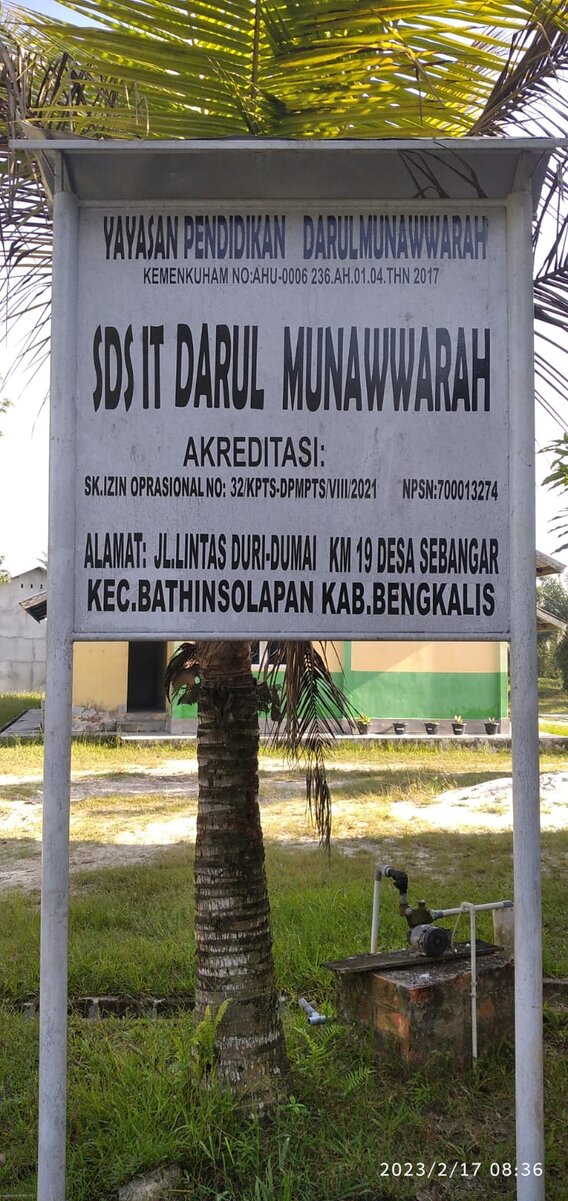 YAYASAN PENDIDIKAN DARULMUNAWWARAH
KEMENKUHAM NO:AHU-0006 236.AH.01.04.THN 2017
SDS IT DARUL MUNAWWARAH
AKREDITASI:
SK.IZIN OPRASIONAL NO: 32/KPTS-DPMPTS/VIII/2021 NPSN:700013274
ALAMAT: JL.LINTAS DURI-DUMAI KM 19 DESA SEBANGAR
KEC.BATHINSOLAPAN KAB.BENGKALIS
2023/2/17 08:36